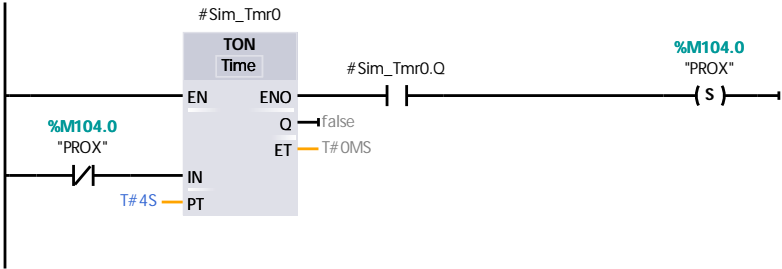 #Sim_Tmr0
TON
Time
#Sim_Tmr0.Q
%M104.0
"PROX"
EN
ENO
S
Q
false
%M104.0
"PROX"
ET
T#0MS
IN
T#4S
PT